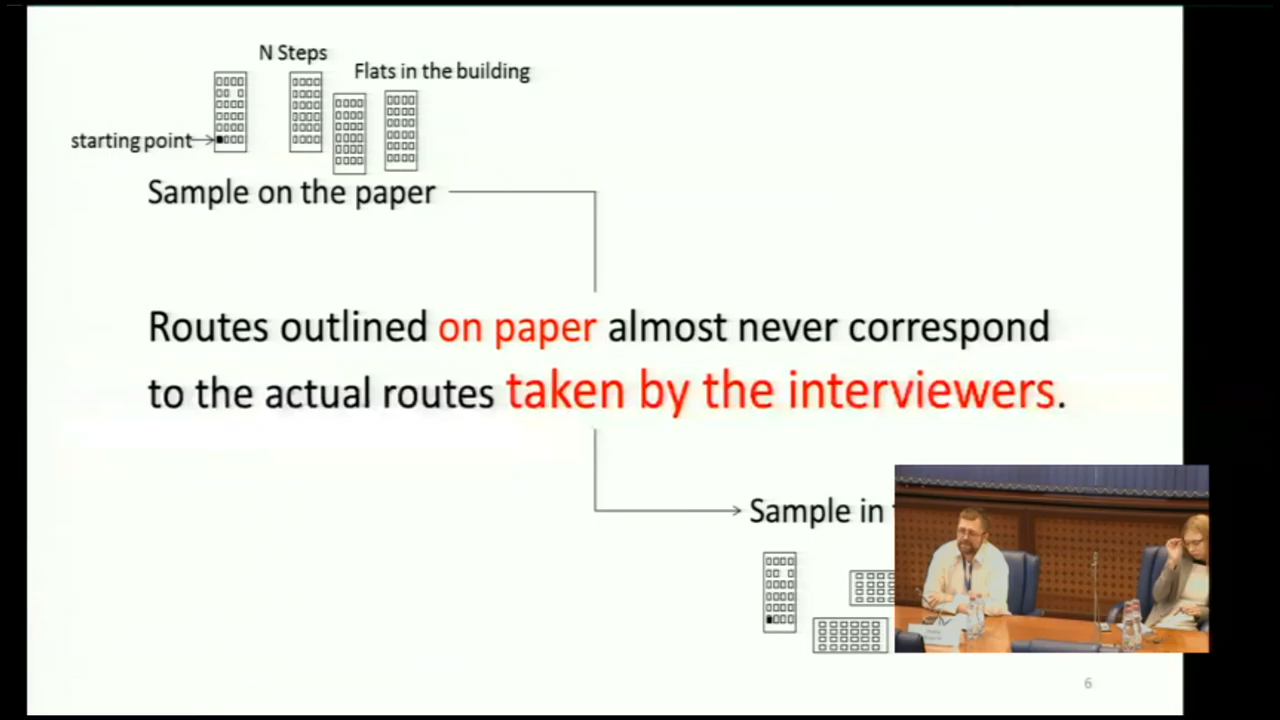 N Steps
Flats in the building
starting point
Sample on the paper
Routes outlined on paper almost never correspond
to the actual routes taken by the interviewers.
Sample in
6